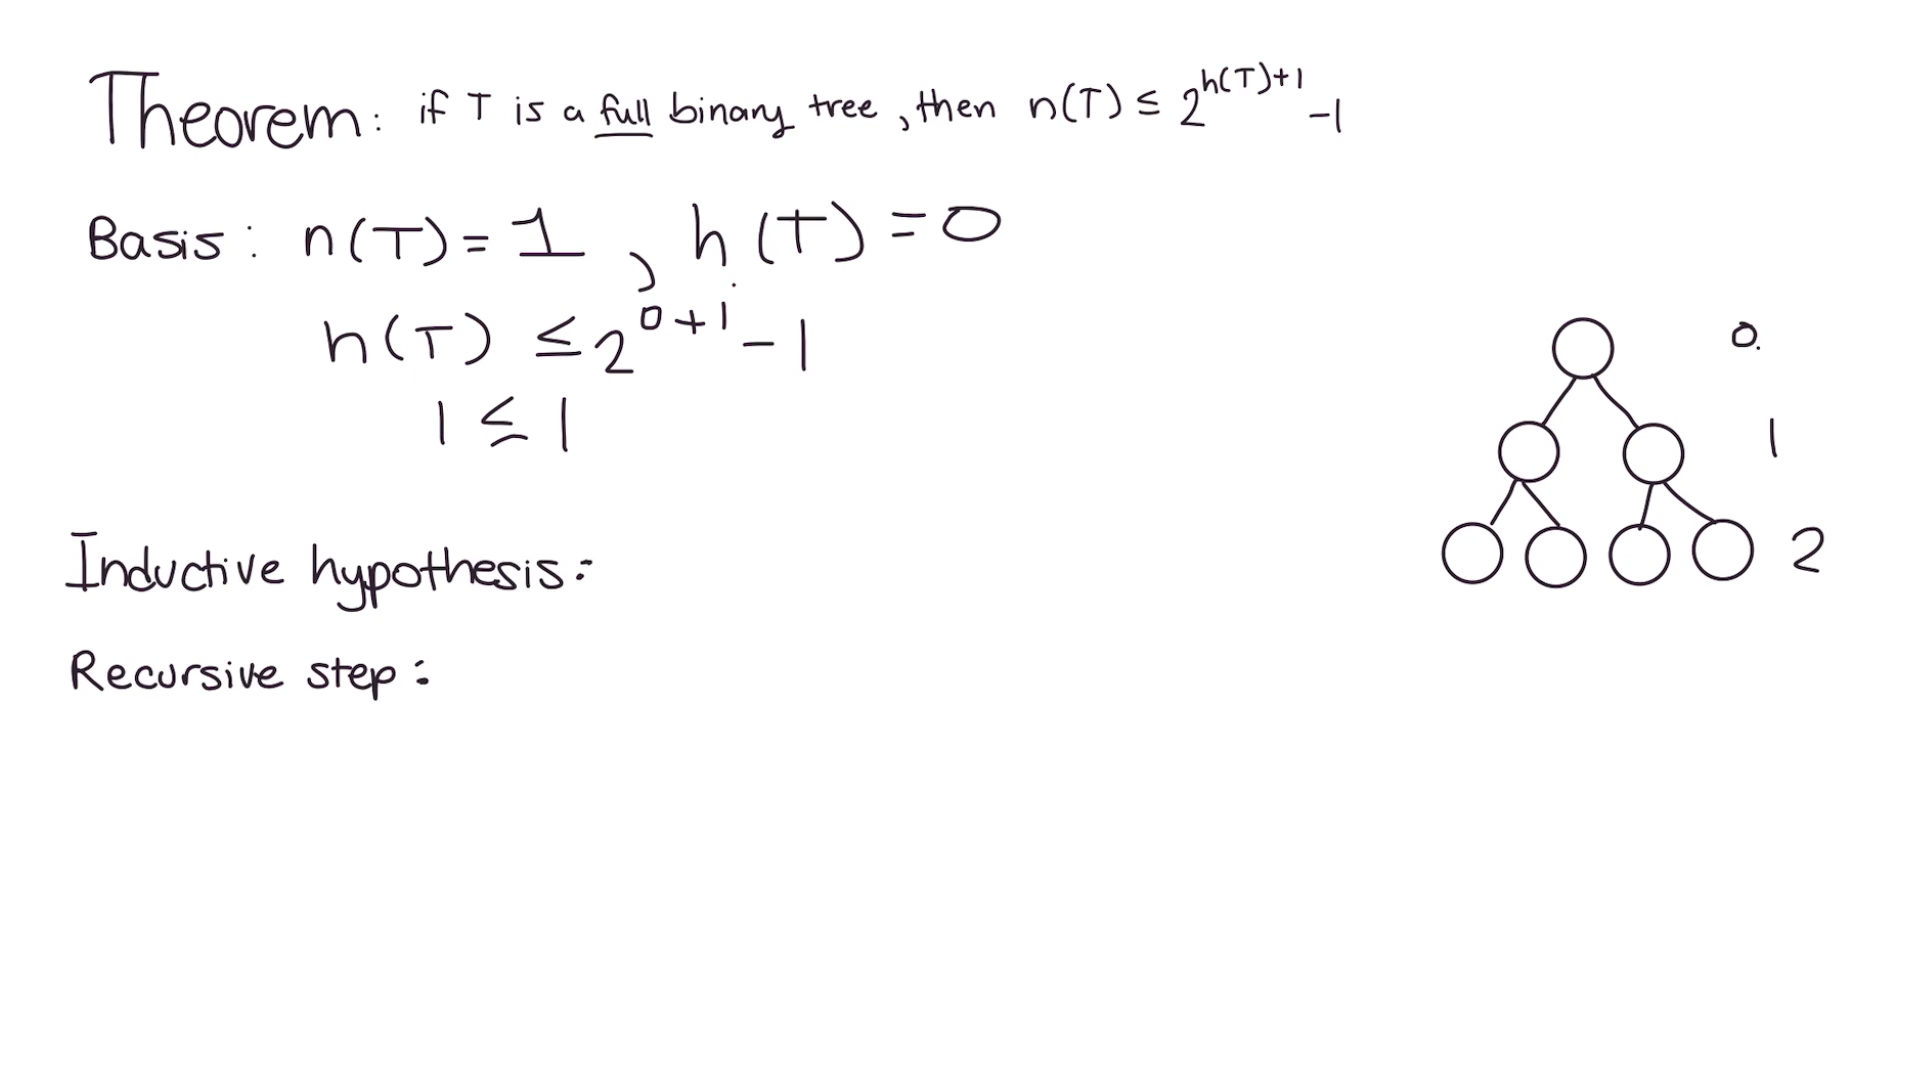 Theorem: if T is a full binary tree, then n(T) ≤ 2^{h(T)+1} -1
Basis: n(T) = 1, h(T) = 0
h(T) ≤ 2^{0+1} - 1
1 ≤ 1
0.
1
2
Inductive hypothesis:
Recursive step: